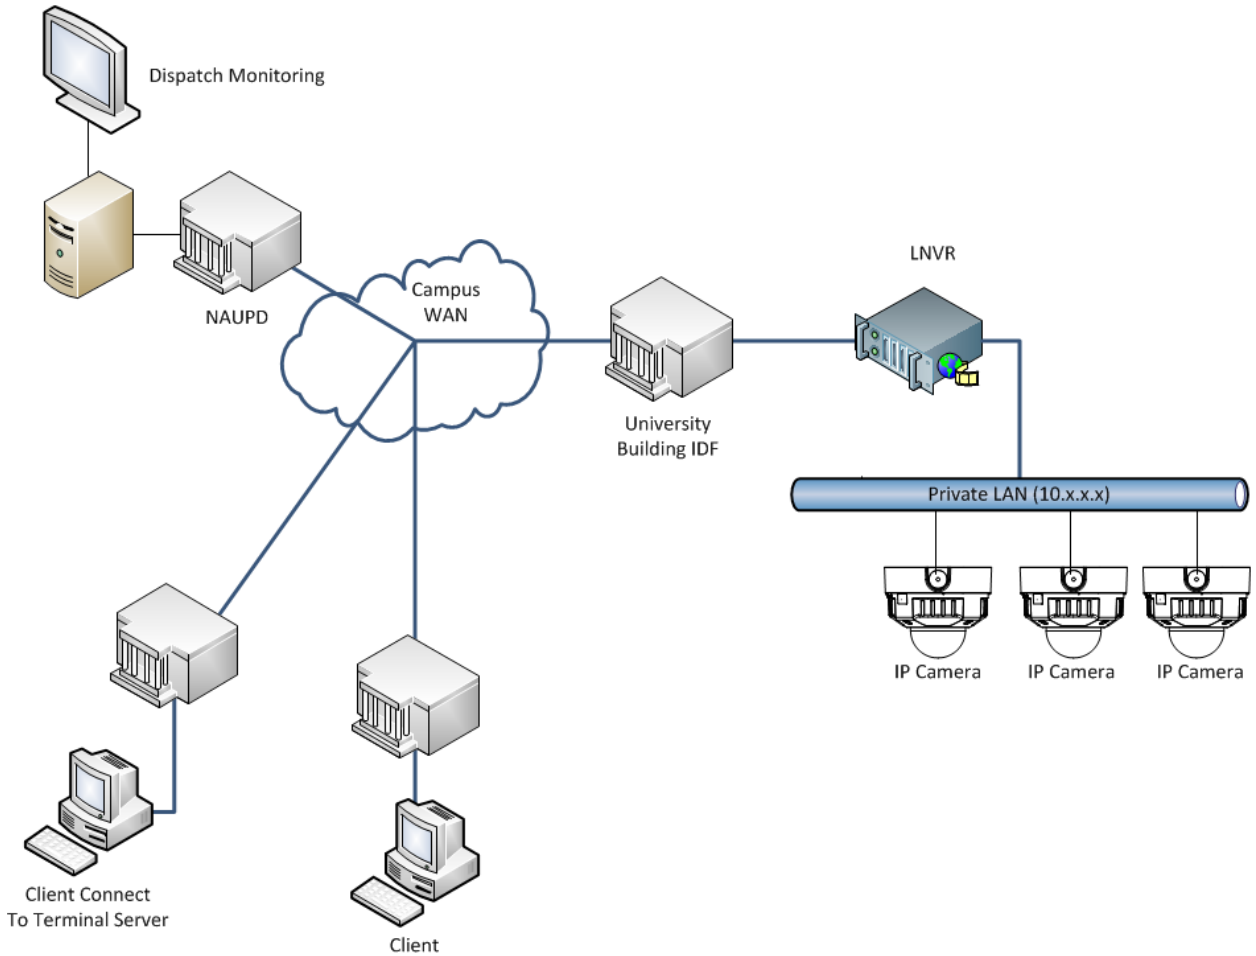 Dispatch Monitoring
NAUPD
Campus
WAN
LNVR
University
Building IDF
Private LAN (10.x.x.x)
IP Camera
IP Camera
IP Camera
Client Connect
To Terminal Server
Client